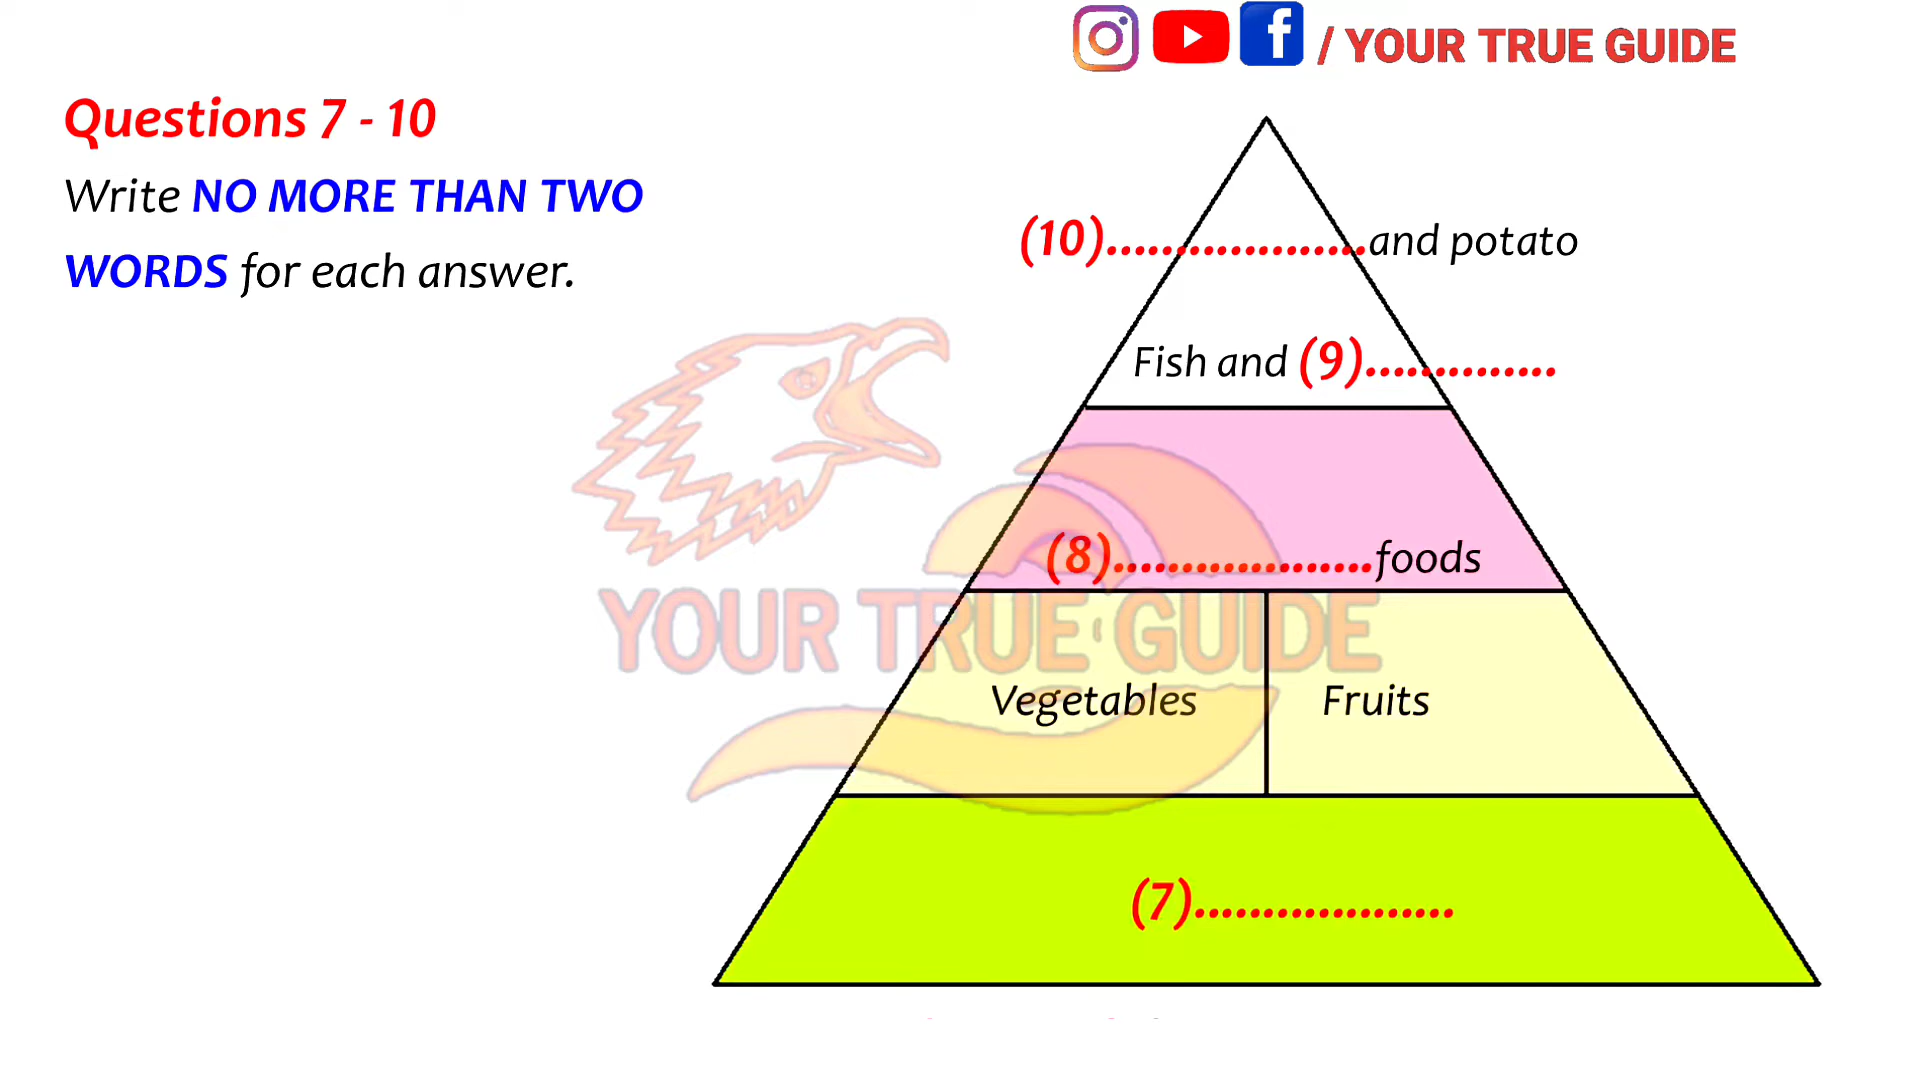 / YOUR TRUE GUIDE
Questions 7 - 10
Write NO MORE THAN TWO
WORDS for each answer.
(10)...................and potato
Fish and (9)..............
(8)...................foods
YOUR TRUE GUIDE
Vegetables
Fruits
(7)...................